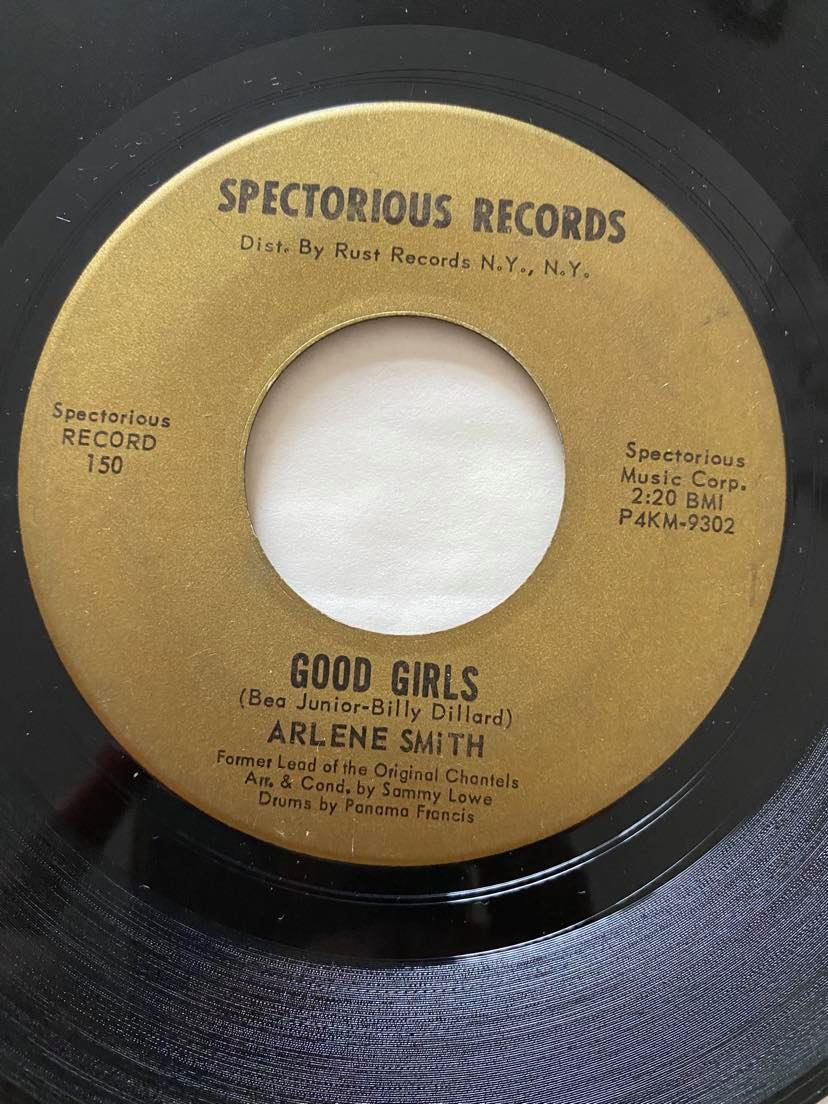 SPECTORIOUS RECORDS
Dist. By Rust Records N.Y., N.Y.
Spectorious
RECORD
150
Spectorious
Music Corp.
2:20 BMI
P4KM-9302
GOOD GIRLS
(Bea Junior-Billy Dillard)
ARLENE SMiTH
Former Lead of the Original Chantels
Arr. & Cond. by Sammy Lowe
Drums by Panama Francis